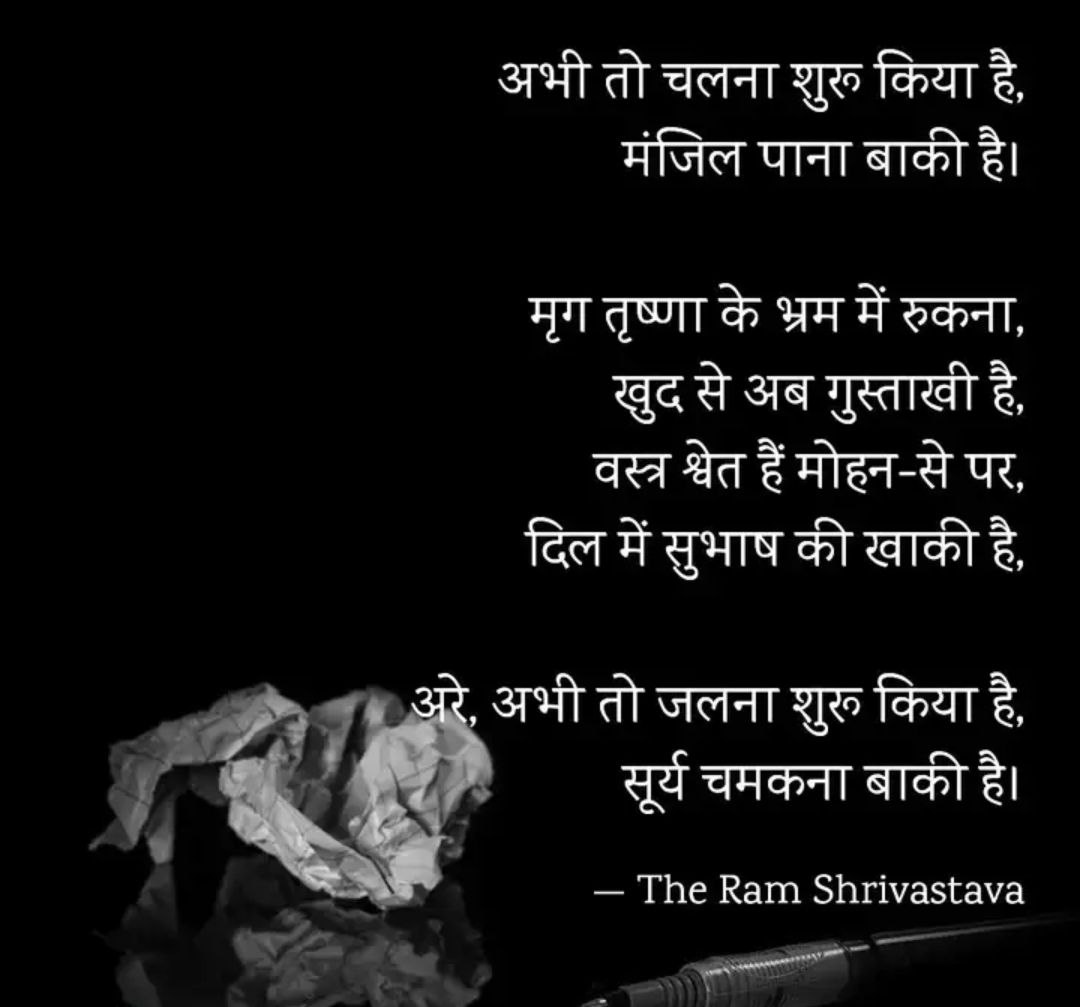 अभी तो चलना शुरू किया है,
मंजिल पाना बाकी है।
मृग तृष्णा के भ्रम में रुकना,
खुद से अब गुस्ताखी है,
वस्त्र श्वेत हैं मोहन-से पर,
दिल में सुभाष की खाकी है,
अरे, अभी तो जलना शुरू किया है,
सूर्य चमकना बाकी है।
— The Ram Shrivastava